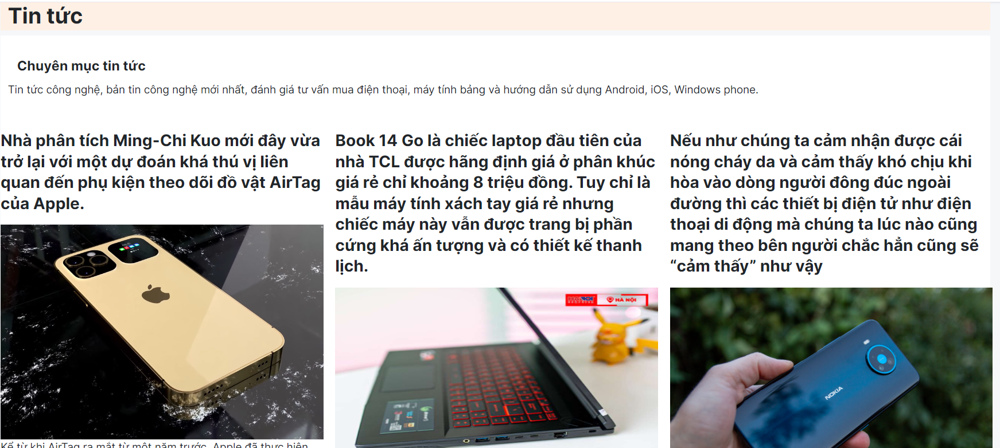 Tin tức
Chuyên mục tin tức
Tin tức công nghệ, bản tin công nghệ mới nhất, đánh giá tư vấn mua điện thoại, máy tính bảng và hướng dẫn sử dụng Android, iOS, Windows phone.
Nhà phân tích Ming-Chi Kuo mới đây vừa
trở lại với một dự đoán khá thú vị liên
quan đến phụ kiện theo dõi đồ vật AirTag
của Apple.
Kể từ khi AirTag ra mắt từ một năm trước, Apple đã thực hiện
Book 14 Go là chiếc laptop đầu tiên của
nhà TCL được hãng định giá ở phân khúc
giá rẻ chỉ khoảng 8 triệu đồng. Tuy chỉ là
mẫu máy tính xách tay giá rẻ nhưng
chiếc máy này vẫn được trang bị phần
cứng khá ấn tượng và có thiết kế thanh
lịch.
HÀ NỘI
Nếu như chúng ta cảm nhận được cái
nóng cháy da và cảm thấy khó chịu khi
hòa vào dòng người đông đúc ngoài
đường thì các thiết bị điện tử như điện
thoại di động mà chúng ta lúc nào cũng
mang theo bên người chắc hẳn cũng sẽ
“cảm thấy” như vậy
NOKIA